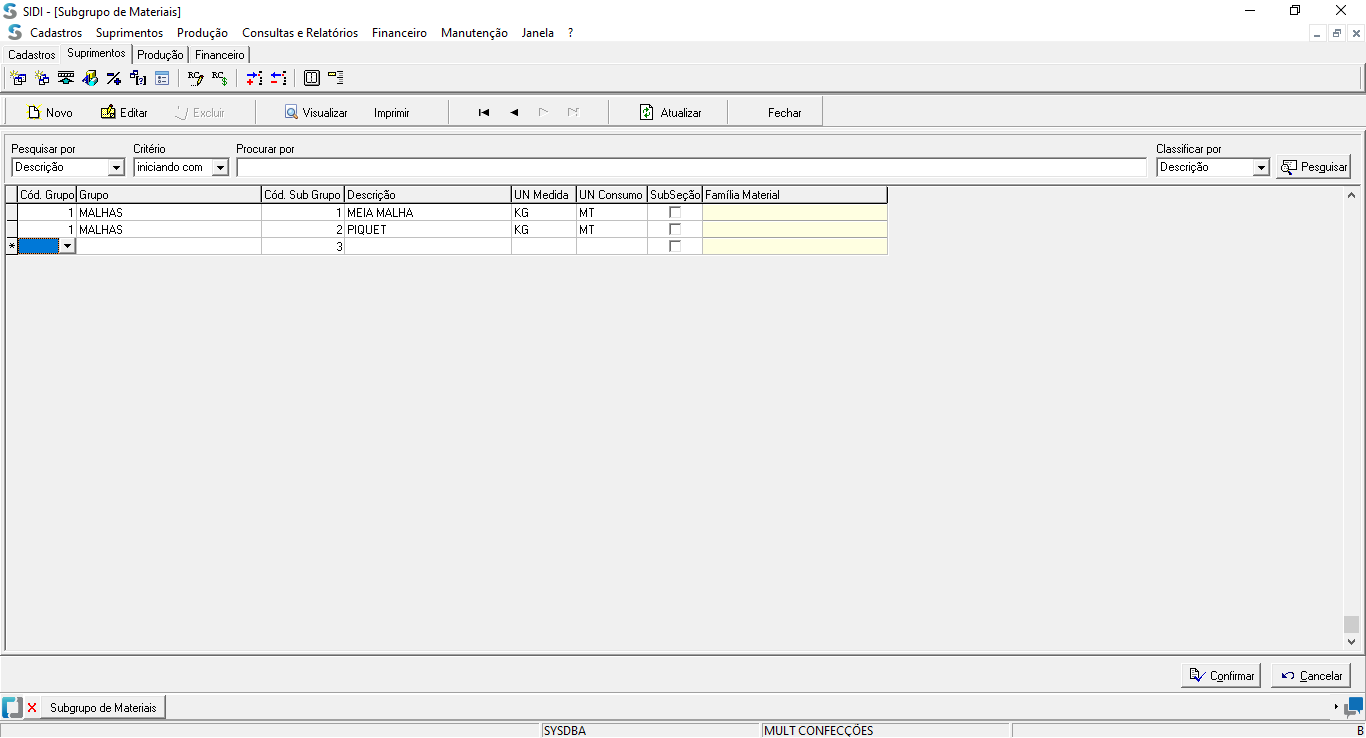 SIDI - [Subgrupo de Materiais]
Cadastros Suprimentos Produção Consultas e Relatórios Financeiro Manutenção Janela ?
Cadastros Suprimentos Produção Financeiro
Novo Editar Excluir Visualizar Imprimir Atualizar Fechar
Pesquisar por Critério Procurar por Classificar por
Descrição iniciando com Descrição Pesquisar
Cód. Grupo Grupo Cód. Sub Grupo Descrição UN Medida UN Consumo SubSeção Família Material
1 MALHAS 1 MEIA MALHA KG MT
1 MALHAS 2 PIQUET KG MT
* 3
Confirmar Cancelar
Subgrupo de Materiais
SYSDBA MULT CONFECÇÕES B